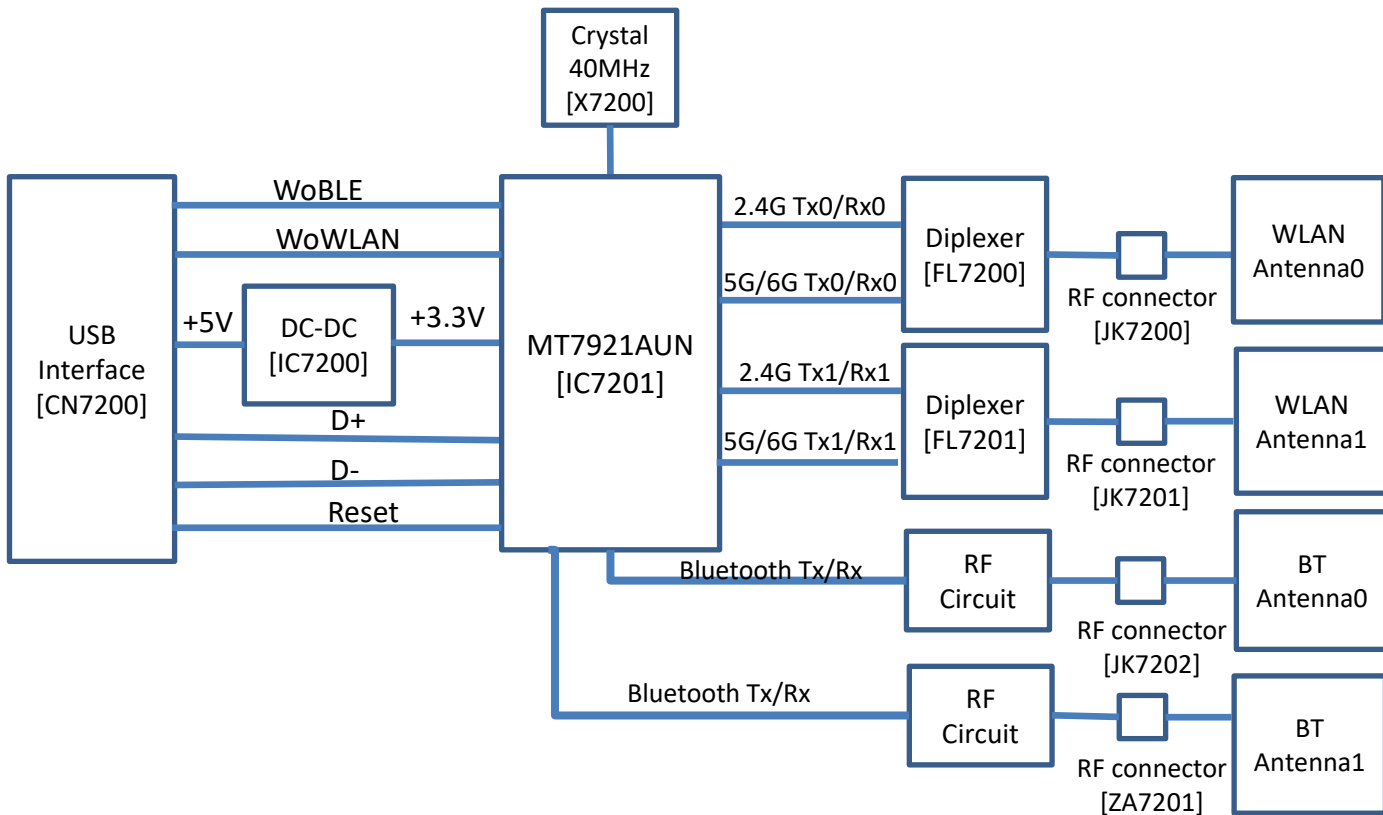 Crystal
40MHz
[X7200]
USB
Interface
[CN7200]
WoBLE
WoWLAN
+5V
DC-DC
[IC7200]
+3.3V
D+
D-
Reset
MT7921AUN
[IC7201]
2.4G Tx0/Rx0
5G/6G Tx0/Rx0
Diplexer
[FL7200]
RF connector
[JK7200]
WLAN
Antenna0
2.4G Tx1/Rx1
5G/6G Tx1/Rx1
Diplexer
[FL7201]
RF connector
[JK7201]
WLAN
Antenna1
Bluetooth Tx/Rx
RF
Circuit
RF connector
[JK7202]
BT
Antenna0
Bluetooth Tx/Rx
RF
Circuit
RF connector
[ZA7201]
BT
Antenna1